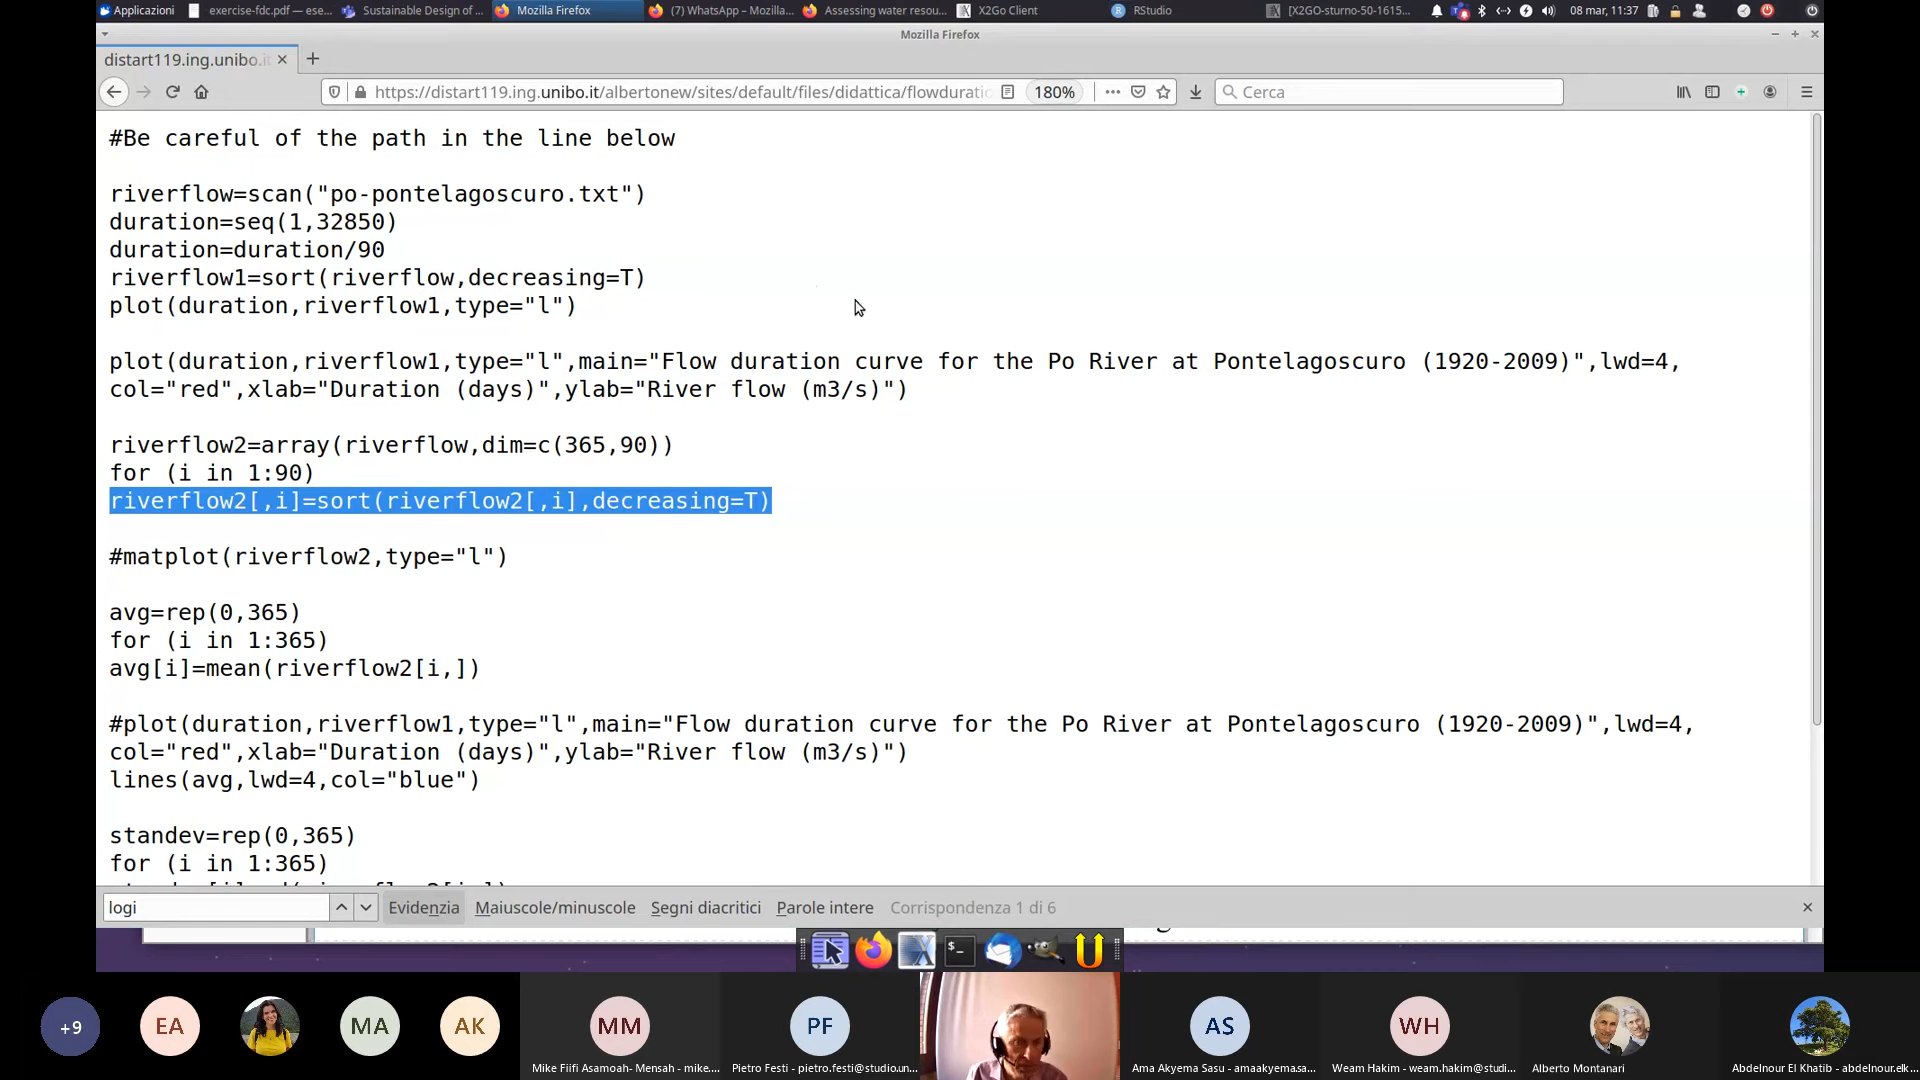 Applicazioni
exercise-fdc.pdf — ese...
Sustainable Design of ...
Mozilla Firefox
(7) WhatsApp – Mozilla...
Assessing water resou...
X2Go Client
RStudio
[X2GO-sturno-50-1615...
08 mar, 11:37
Mozilla Firefox
distart119.ing.unibo.it
https://distart119.ing.unibo.it/albertonew/sites/default/files/didattica/flowduratio
180%
Cerca
#Be careful of the path in the line below
riverflow=scan("po-pontelagoscuro.txt")
duration=seq(1,32850)
duration=duration/90
riverflow1=sort(riverflow,decreasing=T)
plot(duration,riverflow1,type="l")
plot(duration,riverflow1,type="l",main="Flow duration curve for the Po River at Pontelagoscuro (1920-2009)",lwd=4,
col="red",xlab="Duration (days)",ylab="River flow (m3/s)")
riverflow2=array(riverflow,dim=c(365,90))
for (i in 1:90)
riverflow2[,i]=sort(riverflow2[,i],decreasing=T)
#matplot(riverflow2,type="l")
avg=rep(0,365)
for (i in 1:365)
avg[i]=mean(riverflow2[i,])
#plot(duration,riverflow1,type="l",main="Flow duration curve for the Po River at Pontelagoscuro (1920-2009)",lwd=4,
col="red",xlab="Duration (days)",ylab="River flow (m3/s)")
lines(avg,lwd=4,col="blue")
standev=rep(0,365)
for (i in 1:365)
logi
Evidenzia
Maiuscole/minuscole
Segni diacritici
Parole intere
Corrispondenza 1 di 6
+9
EA
MA
AK
MM
PF
AS
WH
Mike Fiifi Asamoah- Mensah - mike....
Pietro Festi - pietro.festi@studio.un...
Ama Akyema Sasu - amaakyema.sa...
Weam Hakim - weam.hakim@studi...
Alberto Montanari
Abdelnour El Khatib - abdelnour.elk...